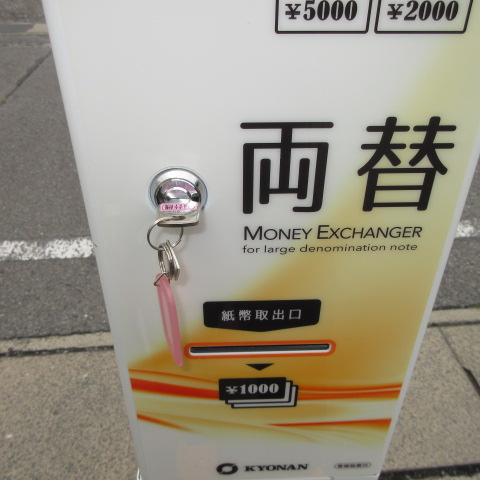 ¥5000 ¥2000
両替
MONEY EXCHANGER
for large denomination note
紙幣取出口
¥1000
KYONAN